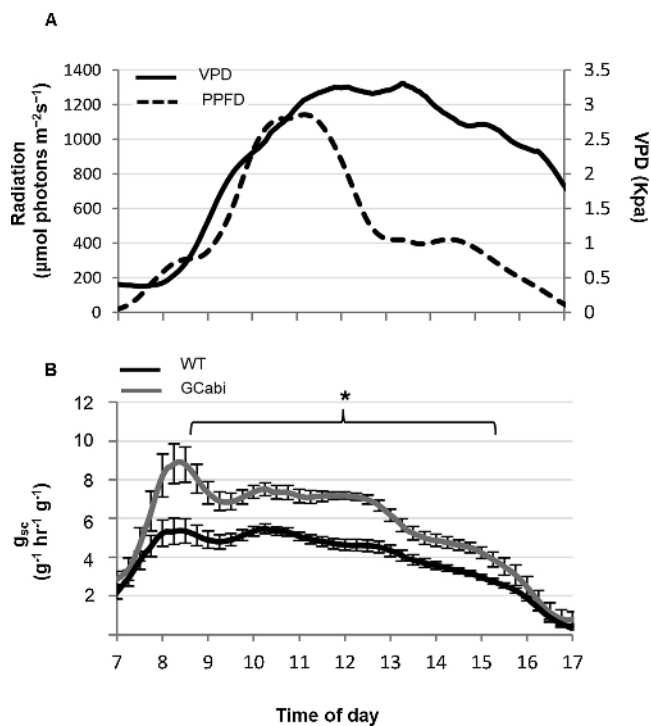 A
1400
1200
1000
800
600
400
200
0
Radiation
(µmol photons m⁻²s⁻¹)
VPD
PPFD
3.5
3
2.5
2
1.5
1
0.5
0
VPD (Kpa)
B
WT
GCabi
*
12
10
8
6
4
2
gsc
(g⁻¹ hr⁻¹ g⁻¹)
7 8 9 10 11 12 13 14 15 16 17
Time of day